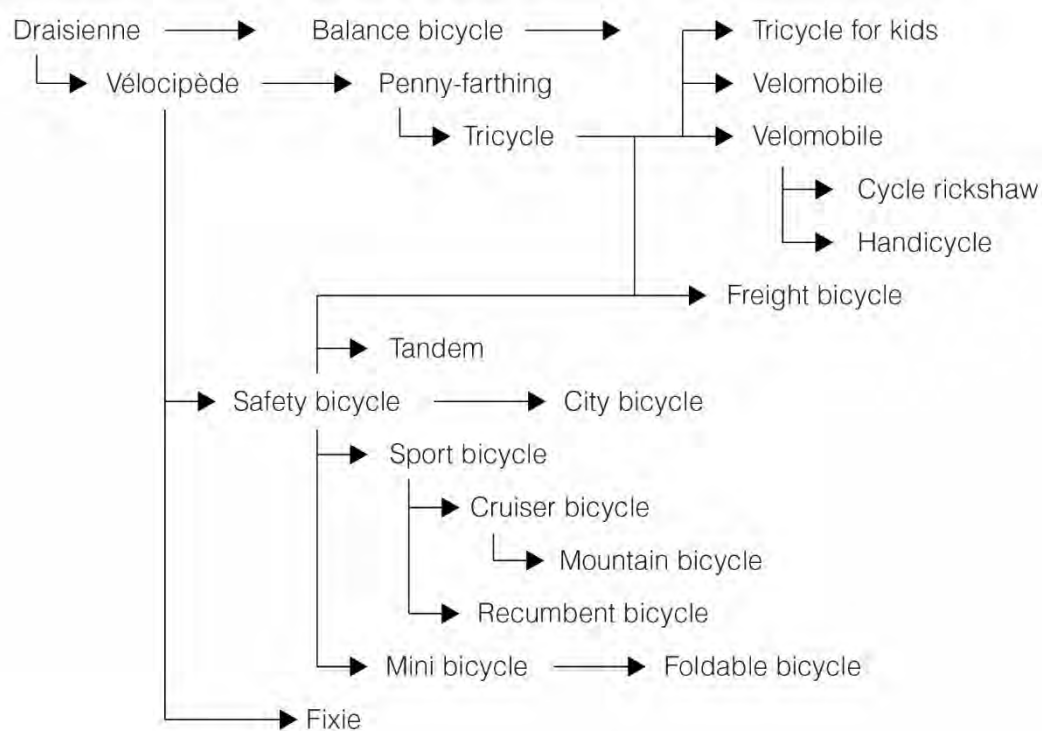 Draisienne Balance bicycle Tricycle for kids
Vélocipède Penny-farthing Velomobile
Tricycle Velomobile
Cycle rickshaw
Handicycle
Freight bicycle
Tandem
Safety bicycle City bicycle
Sport bicycle
Cruiser bicycle
Mountain bicycle
Recumbent bicycle
Mini bicycle Foldable bicycle
Fixie